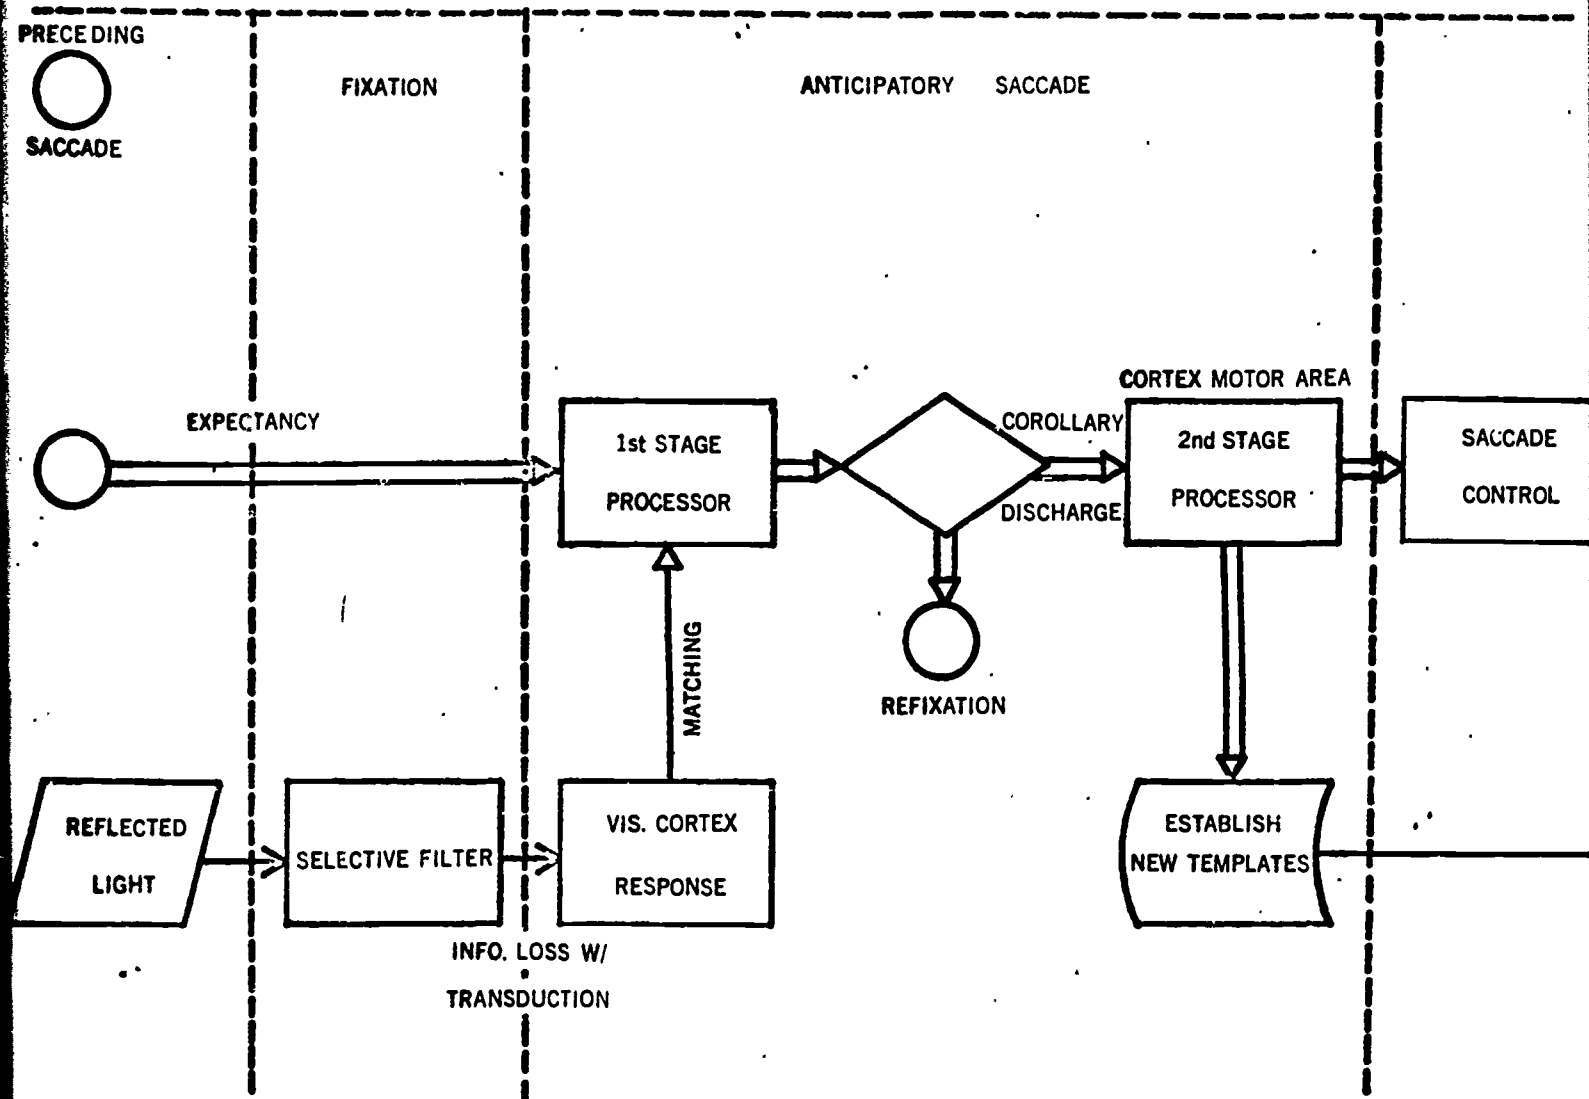 PRECEDING
SACCADE
FIXATION
ANTICIPATORY SACCADE
EXPECTANCY
1st STAGE
PROCESSOR
COROLLARY
DISCHARGE
CORTEX MOTOR AREA
2nd STAGE
PROCESSOR
SACCADE
CONTROL
MATCHING
REFIXATION
REFLECTED
LIGHT
SELECTIVE FILTER
VIS. CORTEX
RESPONSE
ESTABLISH
NEW TEMPLATES
INFO. LOSS W/
TRANSDUCTION